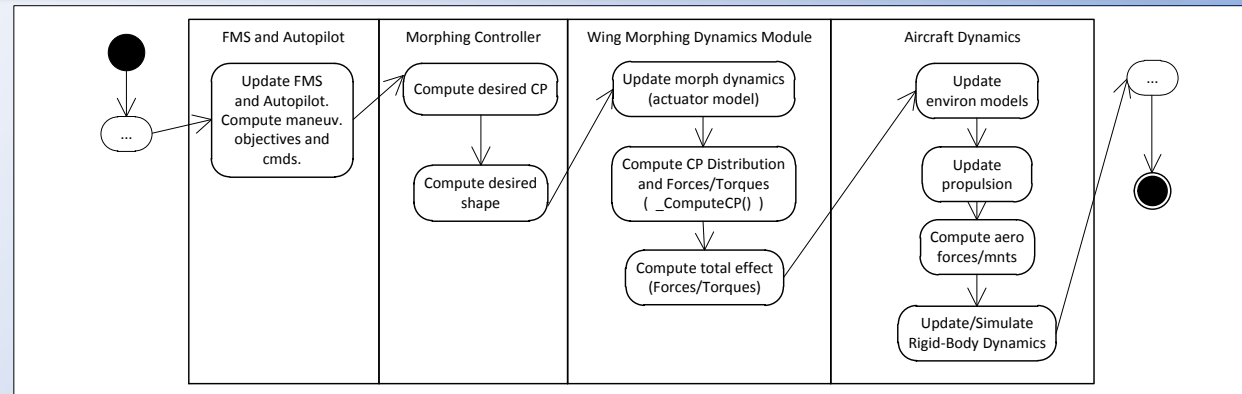 FMS and Autopilot
Morphing Controller
Wing Morphing Dynamics Module
Aircraft Dynamics
...
Update FMS
and Autopilot.
Compute maneuv.
objectives and
cmds.
Compute desired CP
Compute desired
shape
Update morph dynamics
(actuator model)
Compute CP Distribution
and Forces/Torques
( _ComputeCP() )
Compute total effect
(Forces/Torques)
Update
environ models
Update
propulsion
Compute aero
forces/mnts
Update/Simulate
Rigid-Body Dynamics
...